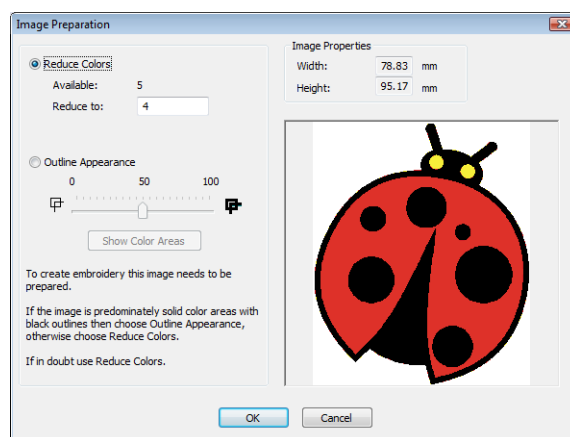 Image Preparation
Reduce Colors
Available: 5
Reduce to: 4
Outline Appearance
0 50 100
Show Color Areas
To create embroidery this image needs to be
prepared.
If the image is predominately solid color areas with
black outlines then choose Outline Appearance,
otherwise choose Reduce Colors.
If in doubt use Reduce Colors.
Image Properties
Width: 78.83 mm
Height: 95.17 mm
OK Cancel